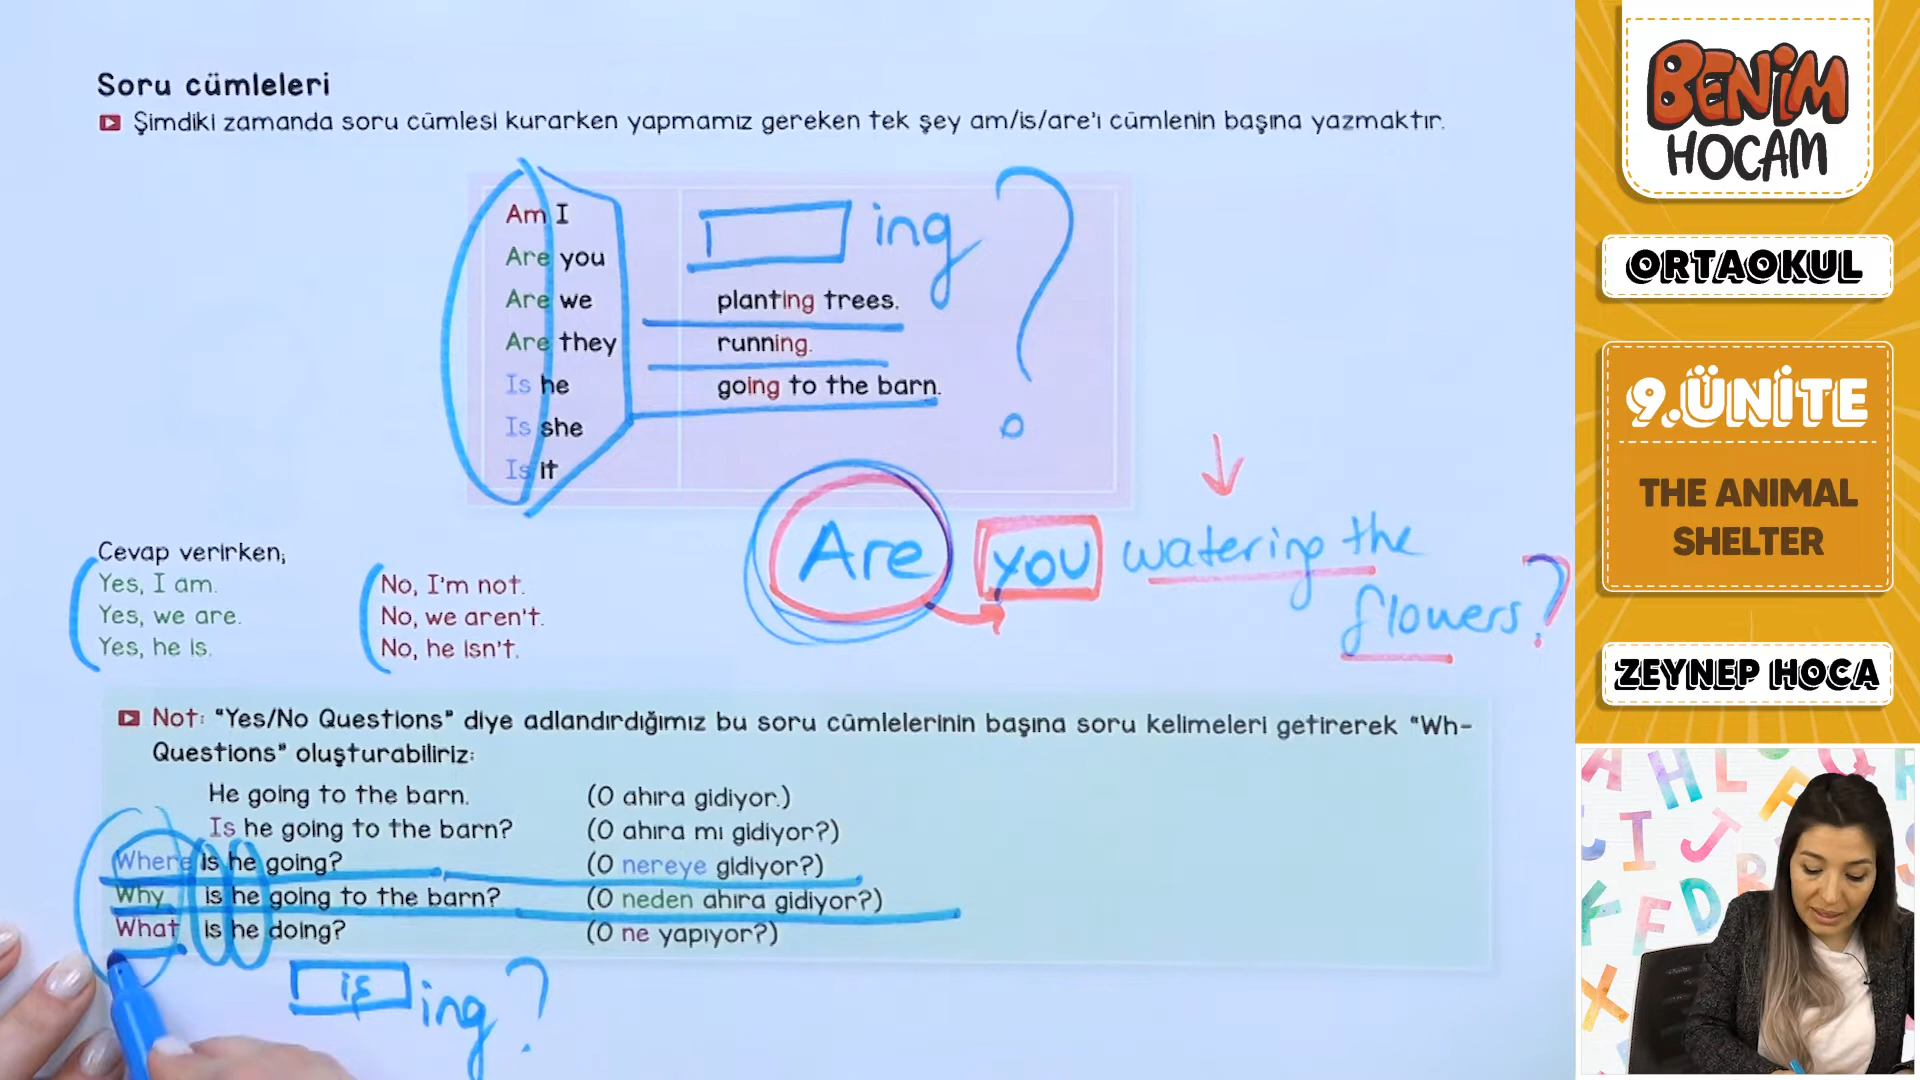 Soru cümleleri
Şimdiki zamanda soru cümlesi kurarken yapmamız gereken tek şey am/is/are'i cümlenin başına yazmaktır.
Am I
Are you
Are we
Are they
Is he
Is she
Is it
ing ?
planting trees.
running.
going to the barn.
Are you watering the
flowers?
Cevap verirken;
Yes, I am.
Yes, we are.
Yes, he is.
No, I'm not.
No, we aren't.
No, he isn't.
Not: "Yes/No Questions" diye adlandırdığımız bu soru cümlelerinin başına soru kelimeleri getirerek "Wh-
Questions" oluşturabiliriz:
He going to the barn. (O ahıra gidiyor.)
Is he going to the barn? (O ahıra mı gidiyor?)
Where is he going? (O nereye gidiyor?)
Why is he going to the barn? (O neden ahıra gidiyor?)
What is he doing? (O ne yapıyor?)
iş ing ?
BENİM
HOCAM
ORTAOKUL
9.ÜNİTE
THE ANIMAL
SHELTER
ZEYNEP HOCA